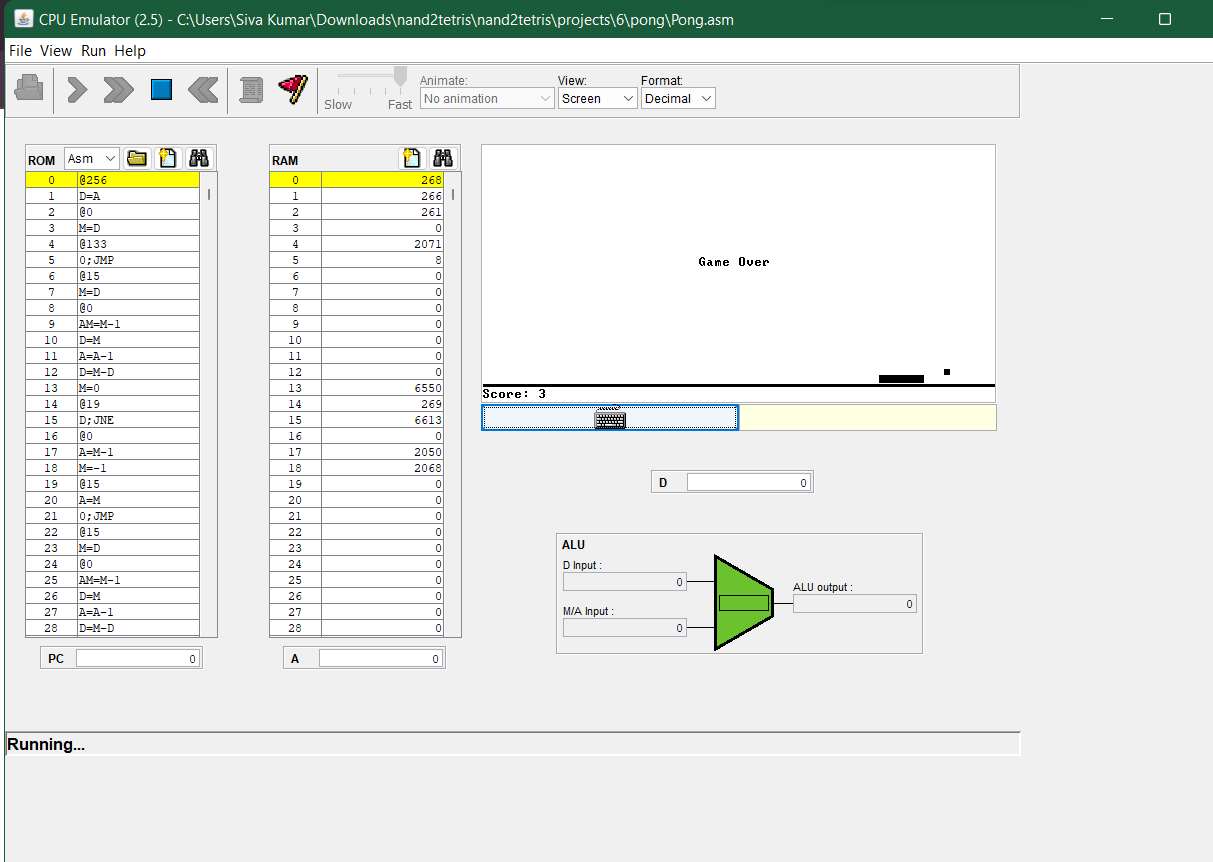 CPU Emulator (2.5) - C:\Users\Siva Kumar\Downloads\nand2tetris\nand2tetris\projects\6\pong\Pong.asm
File View Run Help
Slow Fast
Animate:
No animation
View:
Screen
Format:
Decimal
ROM Asm
0 @256
1 D=A
2 @0
3 M=D
4 @133
5 0;JMP
6 @15
7 M=D
8 @0
9 AM=M-1
10 D=M
11 A=A-1
12 D=M-D
13 M=0
14 @19
15 D;JNE
16 @0
17 A=M-1
18 M=-1
19 @15
20 A=M
21 0;JMP
22 @15
23 M=D
24 @0
25 AM=M-1
26 D=M
27 A=A-1
28 D=M-D
PC 0
RAM
0 268
1 266
2 261
3 0
4 2071
5 8
6 0
7 0
8 0
9 0
10 0
11 0
12 0
13 6550
14 269
15 6613
16 0
17 2050
18 2068
19 0
20 0
21 0
22 0
23 0
24 0
25 0
26 0
27 0
28 0
A 0
Game Over
Score: 3
D 0
ALU
D Input :
0
M/A Input :
0
ALU output :
0
Running...